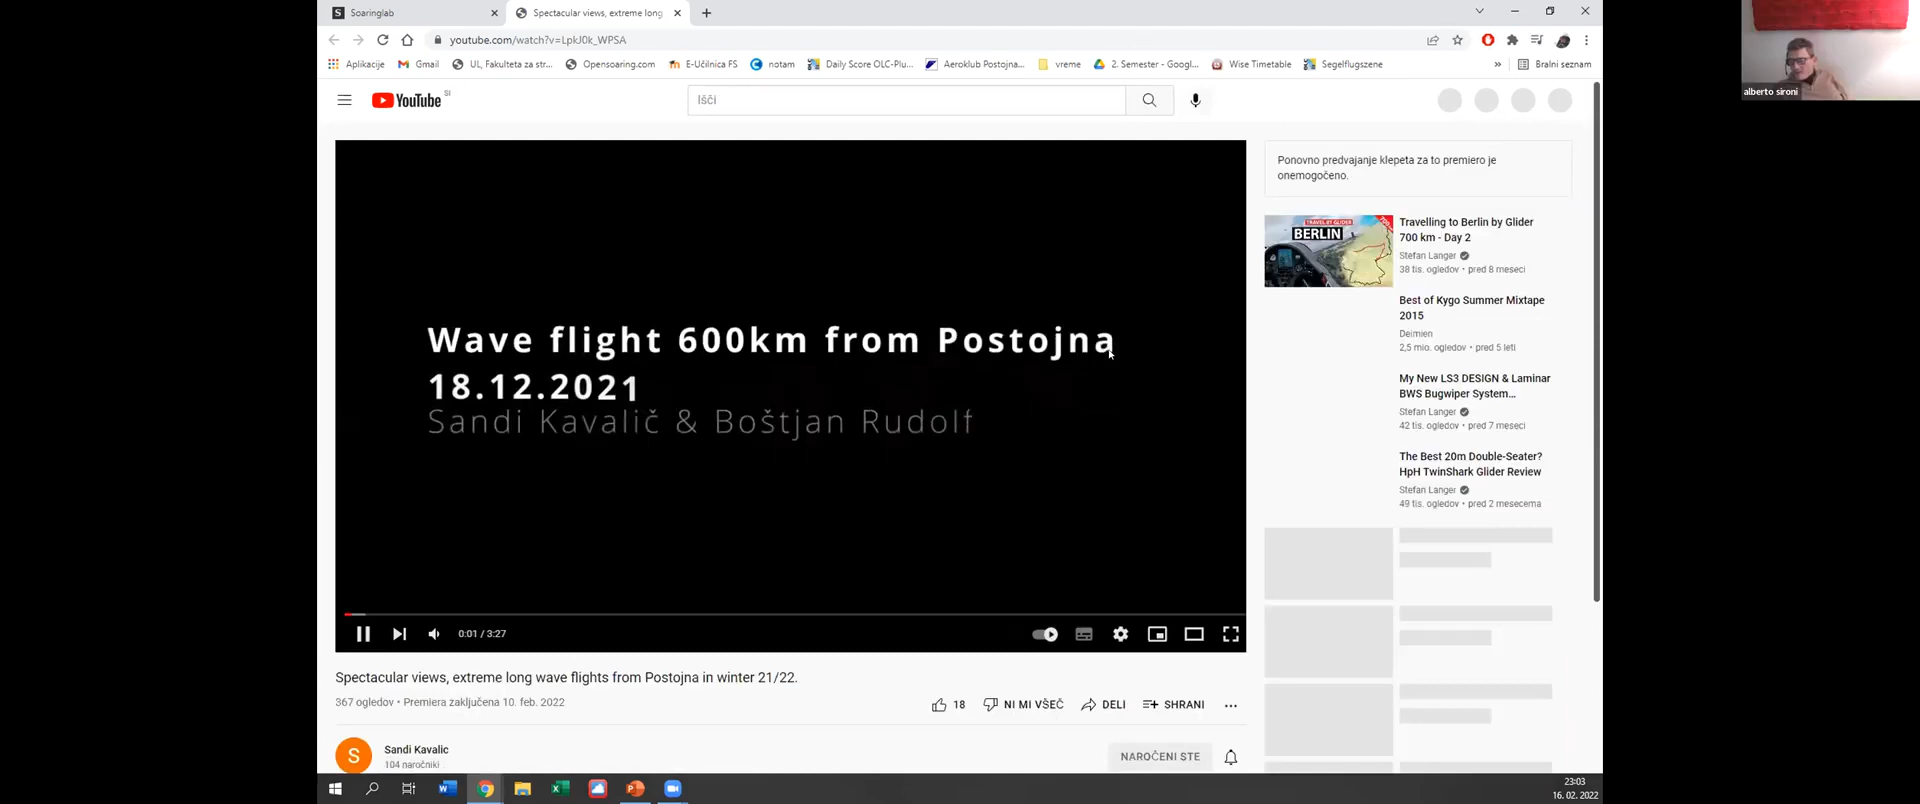 Soaringlab
Spectacular views, extreme long
youtube.com/watch?v=LpkJ0k_WPSA
Aplikacije
Gmail
UL, Fakulteta za str...
Opensoaring.com
E-Učilnica FS
notam
Daily Score OLC-Plu...
Aeroklub Postojna...
vreme
2. Semester - Googl...
Wise Timetable
Segelflugszene
»
Bralni seznam
alberto sironi
YouTube SI
Išči
Ponovno predvajanje klepeta za to premiero je
onemogočeno.
TRAVEL BY GLIDER
BERLIN
Travelling to Berlin by Glider
700 km - Day 2
Stefan Langer
38 tis. ogledov • pred 8 meseci
Best of Kygo Summer Mixtape
2015
Deimien
2,5 mio. ogledov • pred 5 leti
My New LS3 DESIGN & Laminar
BWS Bugwiper System...
Stefan Langer
42 tis. ogledov • pred 7 meseci
The Best 20m Double-Seater?
HpH TwinShark Glider Review
Stefan Langer
49 tis. ogledov • pred 2 mesecema
Wave flight 600km from Postojna
18.12.2021
Sandi Kavalič & Boštjan Rudolf
0:01 / 3:27
Spectacular views, extreme long wave flights from Postojna in winter 21/22.
367 ogledov • Premiera zaključena 10. feb. 2022
18
NI MI VŠEČ
DELI
SHRANI
S
Sandi Kavalic
104 naročniki
NAROČENI STE
23:03
16. 02. 2022